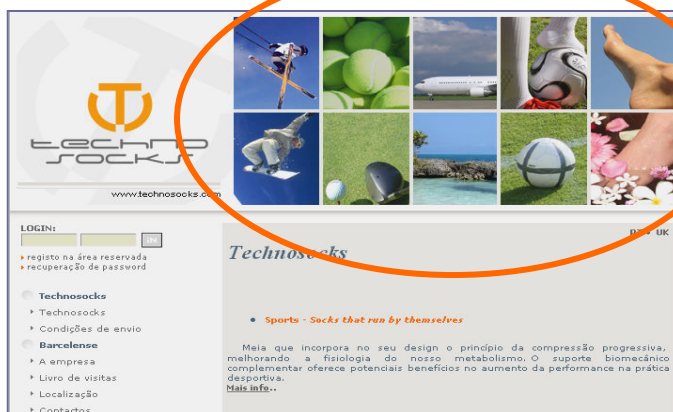 techno
socks
www.technosocks.com
LOGIN:
IN
registo na área reservada
recuperação de password
Technosocks
Technosocks
Condições de envio
Barcelense
A empresa
Livro de visitas
Localização
Contactos
PT - UK
Technosocks
Sports - Socks that run by themselves
Meia que incorpora no seu design o princípio da compressão progressiva,
melhorando a fisiologia do nosso metabolismo. O suporte biomecânico
complementar oferece potenciais benefícios no aumento da performance na prática
desportiva.
Mais info..